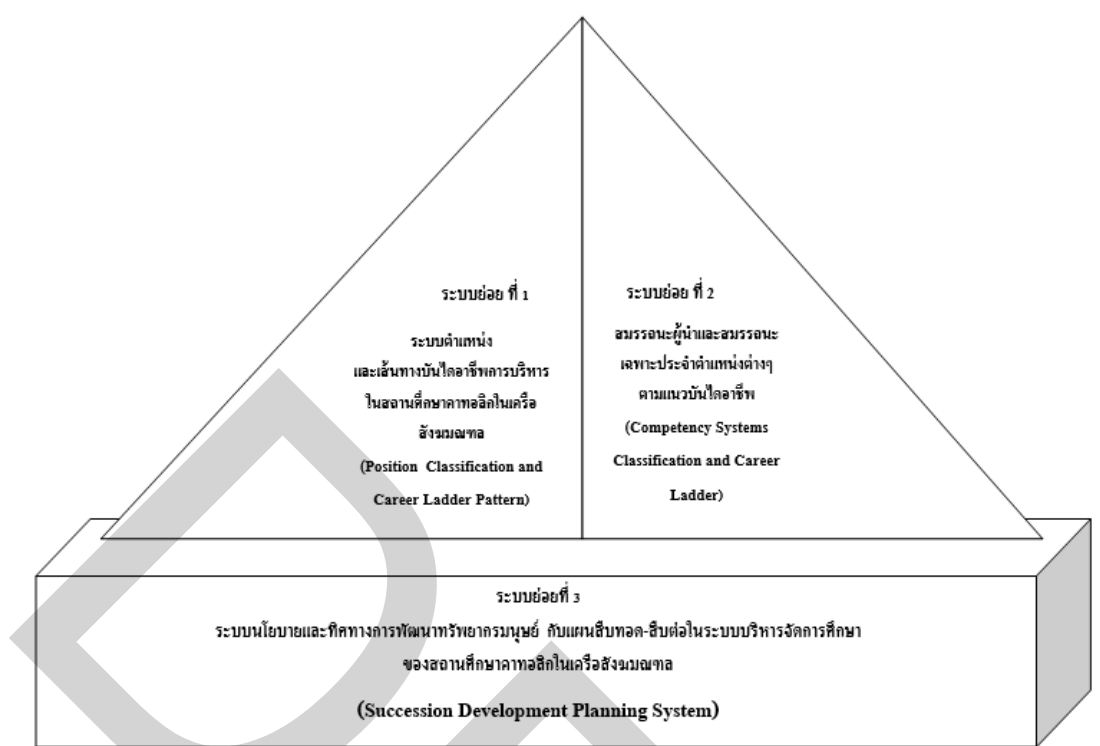 ระบบย่อย ที่ 1
ระบบตำแหน่ง
และเส้นทางบันไดอาชีพการบริหาร
ในสถานศึกษาคาทอลิกในเครือ
สังฆมณฑล
(Position Classification and
Career Ladder Pattern)
ระบบย่อย ที่ 2
สมรรถนะผู้นำและสมรรถนะ
เฉพาะประจำตำแหน่งต่างๆ
ตามแนวบันไดอาชีพ
(Competency Systems
Classification and Career
Ladder)
ระบบย่อยที่ 3
ระบบนโยบายและทิศทางการพัฒนาทรัพยากรมนุษย์ กับแผนสืบทอด-สืบต่อในระบบบริหารจัดการศึกษา
ของสถานศึกษาคาทอลิกในเครือสังฆมณฑล
(Succession Development Planning System)